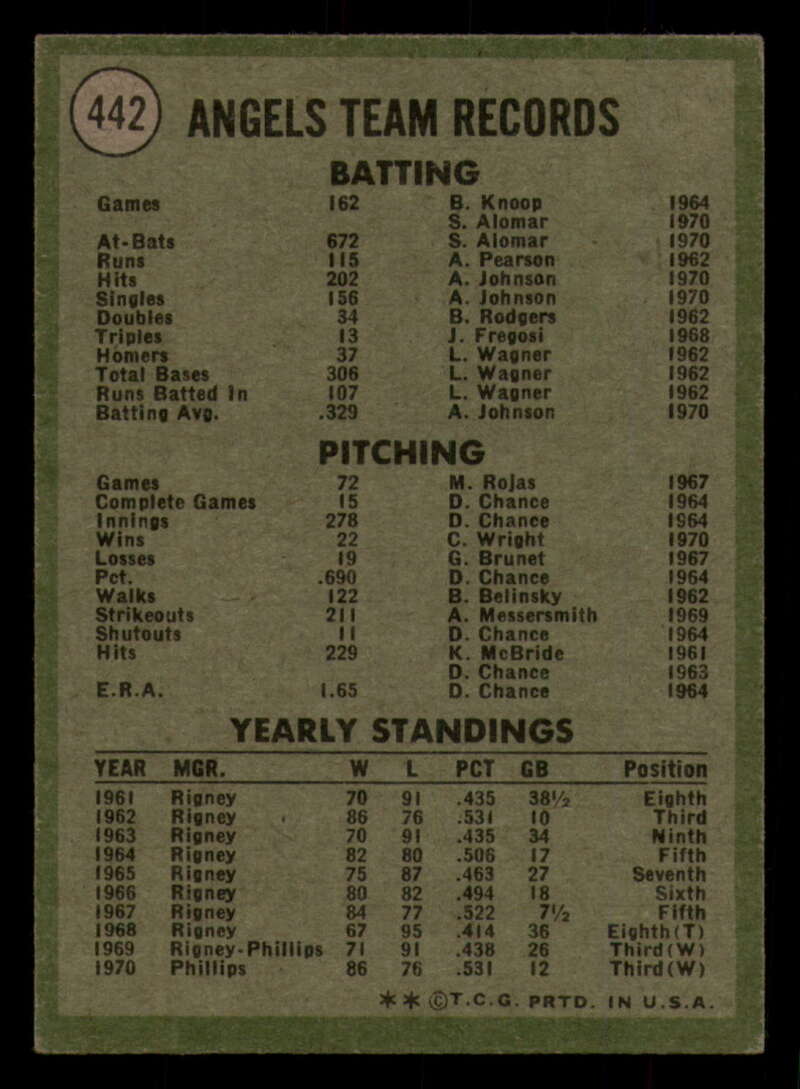 442 ANGELS TEAM RECORDS
BATTING
Games 162 B. Knoop 1964
S. Alomar 1970
At-Bats 672 S. Alomar 1970
Runs 115 A. Pearson 1962
Hits 202 A. Johnson 1970
Singles 156 A. Johnson 1970
Doubles 34 B. Rodgers 1962
Triples 13 J. Fregosi 1968
Homers 37 L. Wagner 1962
Total Bases 306 L. Wagner 1962
Runs Batted In 107 L. Wagner 1962
Batting Avg. .329 A. Johnson 1970
PITCHING
Games 72 M. Rojas 1967
Complete Games 15 D. Chance 1964
Innings 278 D. Chance 1964
Wins 22 C. Wright 1970
Losses 19 G. Brunet 1967
Pct. .690 D. Chance 1964
Walks 122 B. Belinsky 1962
Strikeouts 211 A. Messersmith 1969
Shutouts 11 D. Chance 1964
Hits 229 K. McBride 1961
D. Chance 1963
E.R.A. 1.65 D. Chance 1964
YEARLY STANDINGS
YEAR MGR. W L PCT GB Position
1961 Rigney 70 91 .435 38½ Eighth
1962 Rigney 86 76 .531 10 Third
1963 Rigney 70 91 .435 34 Ninth
1964 Rigney 82 80 .506 17 Fifth
1965 Rigney 75 87 .463 27 Seventh
1966 Rigney 80 82 .494 18 Sixth
1967 Rigney 84 77 .522 7½ Fifth
1968 Rigney 67 95 .414 36 Eighth(T)
1969 Rigney-Phillips 71 91 .438 26 Third(W)
1970 Phillips 86 76 .531 12 Third(W)
** ©T.C.G. PRTD. IN U.S.A.